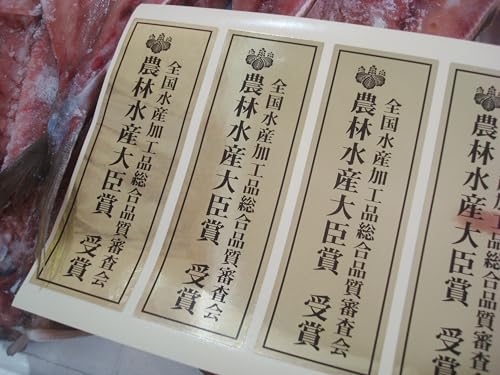 全国水産加工品総合品質審査会
農林水産大臣賞 受賞
全国水産加工品総合品質審査会
農林水産大臣賞 受賞
全国水産加工品総合品質審査会
農林水産大臣賞 受賞
加工品総合品質審査会
農林水産大臣賞 受